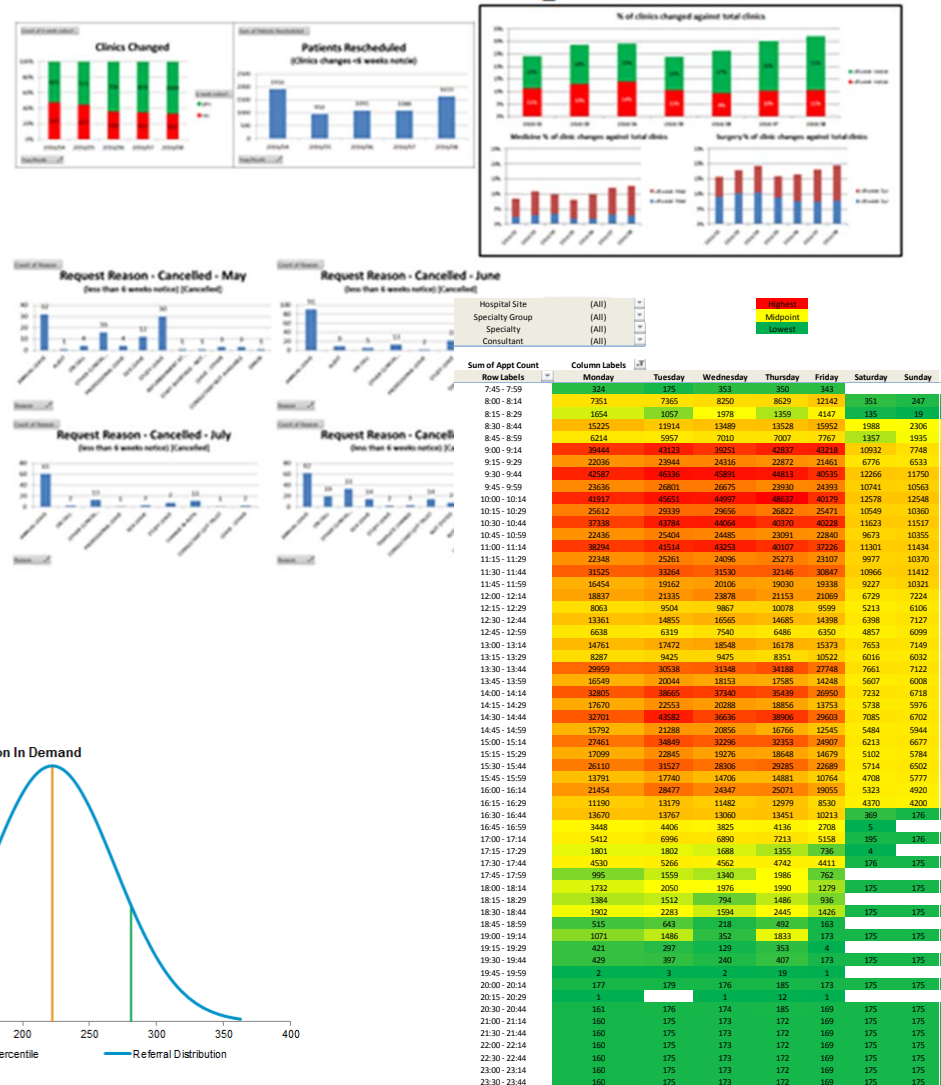 Clinics Changed
Patients Rescheduled
(Clinics changes <6 weeks notcie)
% of clinics changed against total clinics
Medicine % of clinic changes against total clinics
Surgery % of clinic changes against total clinics
Request Reason - Cancelled - May
(less than 6 weeks notice) [Cancelled]
Request Reason - Cancelled - June
(less than 6 weeks notice) [Cancelled]
Request Reason - Cancelled - July
(less than 6 weeks notice) [Cancelled]
Request Reason - Cancell
(less than 6 weeks notice) [Ca
Hospital Site (All)
Specialty Group (All)
Specialty (All)
Consultant (All)
Highest
Midpoint
Lowest
Sum of Appt Count Column Labels
Row Labels Monday Tuesday Wednesday Thursday Friday Saturday Sunday
7:45 - 7:59 324 175 353 350 343
8:00 - 8:14 7351 7365 8250 8629 12142 351 247
8:15 - 8:29 1654 1057 1978 1359 4147 135 19
8:30 - 8:44 15225 11914 13489 13528 15952 1988 2306
8:45 - 8:59 6214 5957 7010 7007 7767 1357 1935
9:00 - 9:14 39444 43123 39251 42837 43218 10932 7748
9:15 - 9:29 22036 23944 24316 22872 21461 6776 6533
9:30 - 9:44 42587 46336 45891 44813 40535 12266 11750
9:45 - 9:59 23636 26801 26675 23930 24393 10741 10563
10:00 - 10:14 41917 45651 44997 48637 40179 12578 12548
10:15 - 10:29 25612 29339 29656 26822 25471 10549 10360
10:30 - 10:44 37338 43784 44064 40370 40228 11623 11517
10:45 - 10:59 22436 25404 24485 23091 22840 9673 10355
11:00 - 11:14 38294 41514 43253 40107 37226 11301 11434
11:15 - 11:29 22348 25261 24096 25273 23107 9977 10370
11:30 - 11:44 31525 33264 31530 32146 30847 10966 11412
11:45 - 11:59 16454 19162 20106 19030 19338 9227 10321
12:00 - 12:14 18837 21335 23878 21153 21069 6729 7224
12:15 - 12:29 8063 9504 9867 10078 9599 5213 6106
12:30 - 12:44 13361 14855 16565 14685 14398 6398 7127
12:45 - 12:59 6638 6319 7540 6486 6350 4857 6099
13:00 - 13:14 14761 17472 18548 16178 15373 7653 7149
13:15 - 13:29 8287 9425 9475 8351 10522 6016 6032
13:30 - 13:44 29959 30538 31348 34188 27748 7661 7122
13:45 - 13:59 16549 20044 18153 17585 14248 5607 6008
14:00 - 14:14 32805 38665 37340 35439 26950 7232 6718
14:15 - 14:29 17670 22553 20288 18856 13753 5738 5976
14:30 - 14:44 32701 43582 36636 38906 29603 7085 6702
14:45 - 14:59 15792 21288 20856 16766 12545 5484 5944
15:00 - 15:14 27461 34849 32296 32353 24907 6213 6677
15:15 - 15:29 17099 22845 19276 18648 14679 5102 5784
15:30 - 15:44 26110 31527 28306 29285 22689 5714 6502
15:45 - 15:59 13791 17740 14706 14881 10764 4708 5777
16:00 - 16:14 21454 28477 24347 25071 19055 5323 4920
16:15 - 16:29 11190 13179 11482 12979 8530 4370 4200
16:30 - 16:44 13670 13767 13060 13451 10213 369 176
16:45 - 16:59 3448 4406 3825 4136 2708 5
17:00 - 17:14 5412 6996 6890 7213 5158 195 176
17:15 - 17:29 1801 1802 1688 1355 736 4
17:30 - 17:44 4530 5266 4562 4742 4411 176 175
17:45 - 17:59 995 1559 1340 1986 762
18:00 - 18:14 1732 2050 1976 1990 1279 175 175
18:15 - 18:29 1384 1512 794 1486 936
18:30 - 18:44 1902 2283 1594 2445 1426 175 175
18:45 - 18:59 515 643 218 492 163
19:00 - 19:14 1071 1486 352 1833 173 175 175
19:15 - 19:29 421 297 129 353 4
19:30 - 19:44 429 397 240 407 173 175 175
19:45 - 19:59 2 3 2 19 1
20:00 - 20:14 177 179 176 185 173 175 175
20:15 - 20:29 1 1 12 1
20:30 - 20:44 161 176 174 185 169 175 175
21:00 - 21:14 160 175 173 172 169 175 175
21:30 - 21:44 160 175 173 172 169 175 175
22:00 - 22:14 160 175 173 172 169 175 175
22:30 - 22:44 160 175 173 172 169 175 175
23:00 - 23:14 160 175 173 172 169 175 175
23:30 - 23:44 160 175 173 172 169 175 175
on In Demand
200 250 300 350 400
ercentile Referral Distribution